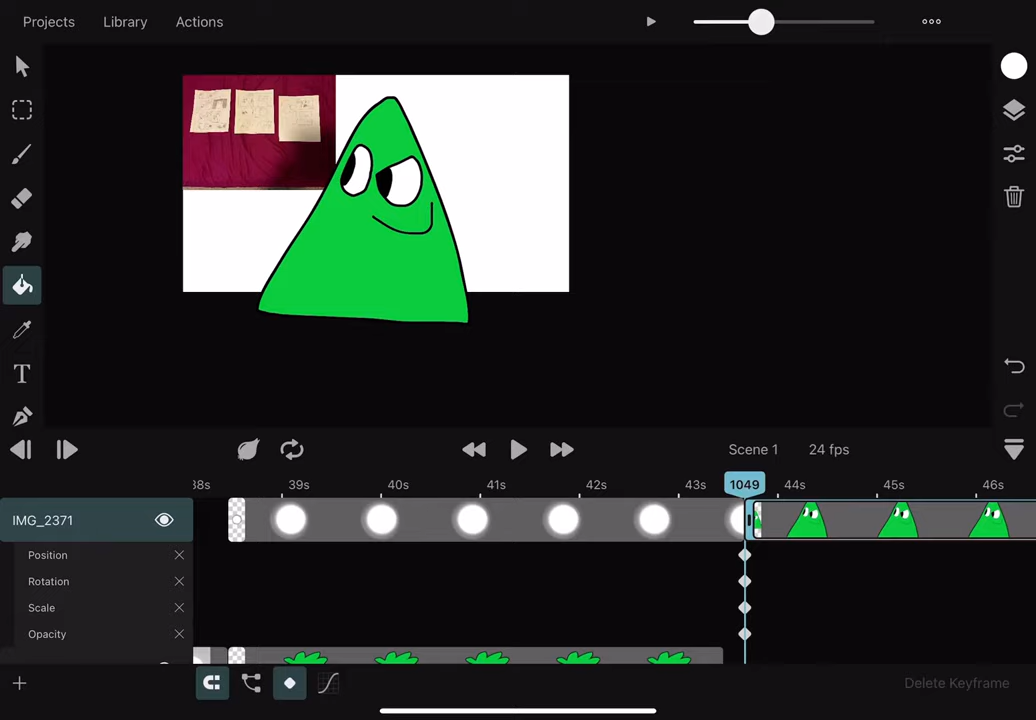 Projects Library Actions
T
Scene 1 24 fps
38s 39s 40s 41s 42s 43s 1049 44s 45s 46s
IMG_2371
Position
Rotation
Scale
Opacity
Delete Keyframe